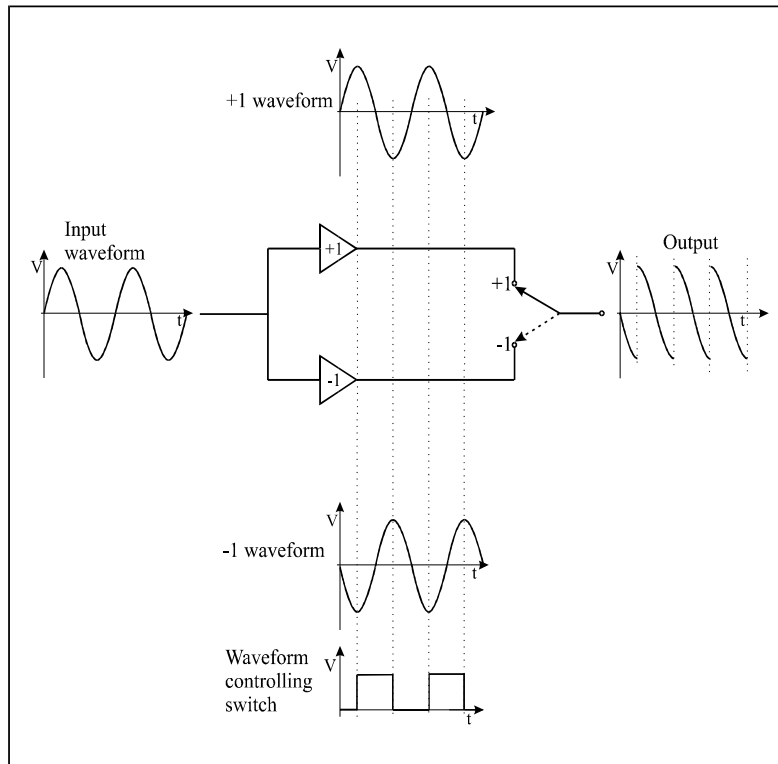 V
+1 waveform
t
Input
waveform
V
t
+1
-1
+1
-1
Output
V
t
V
-1 waveform
t
Waveform
controlling
switch
V
t